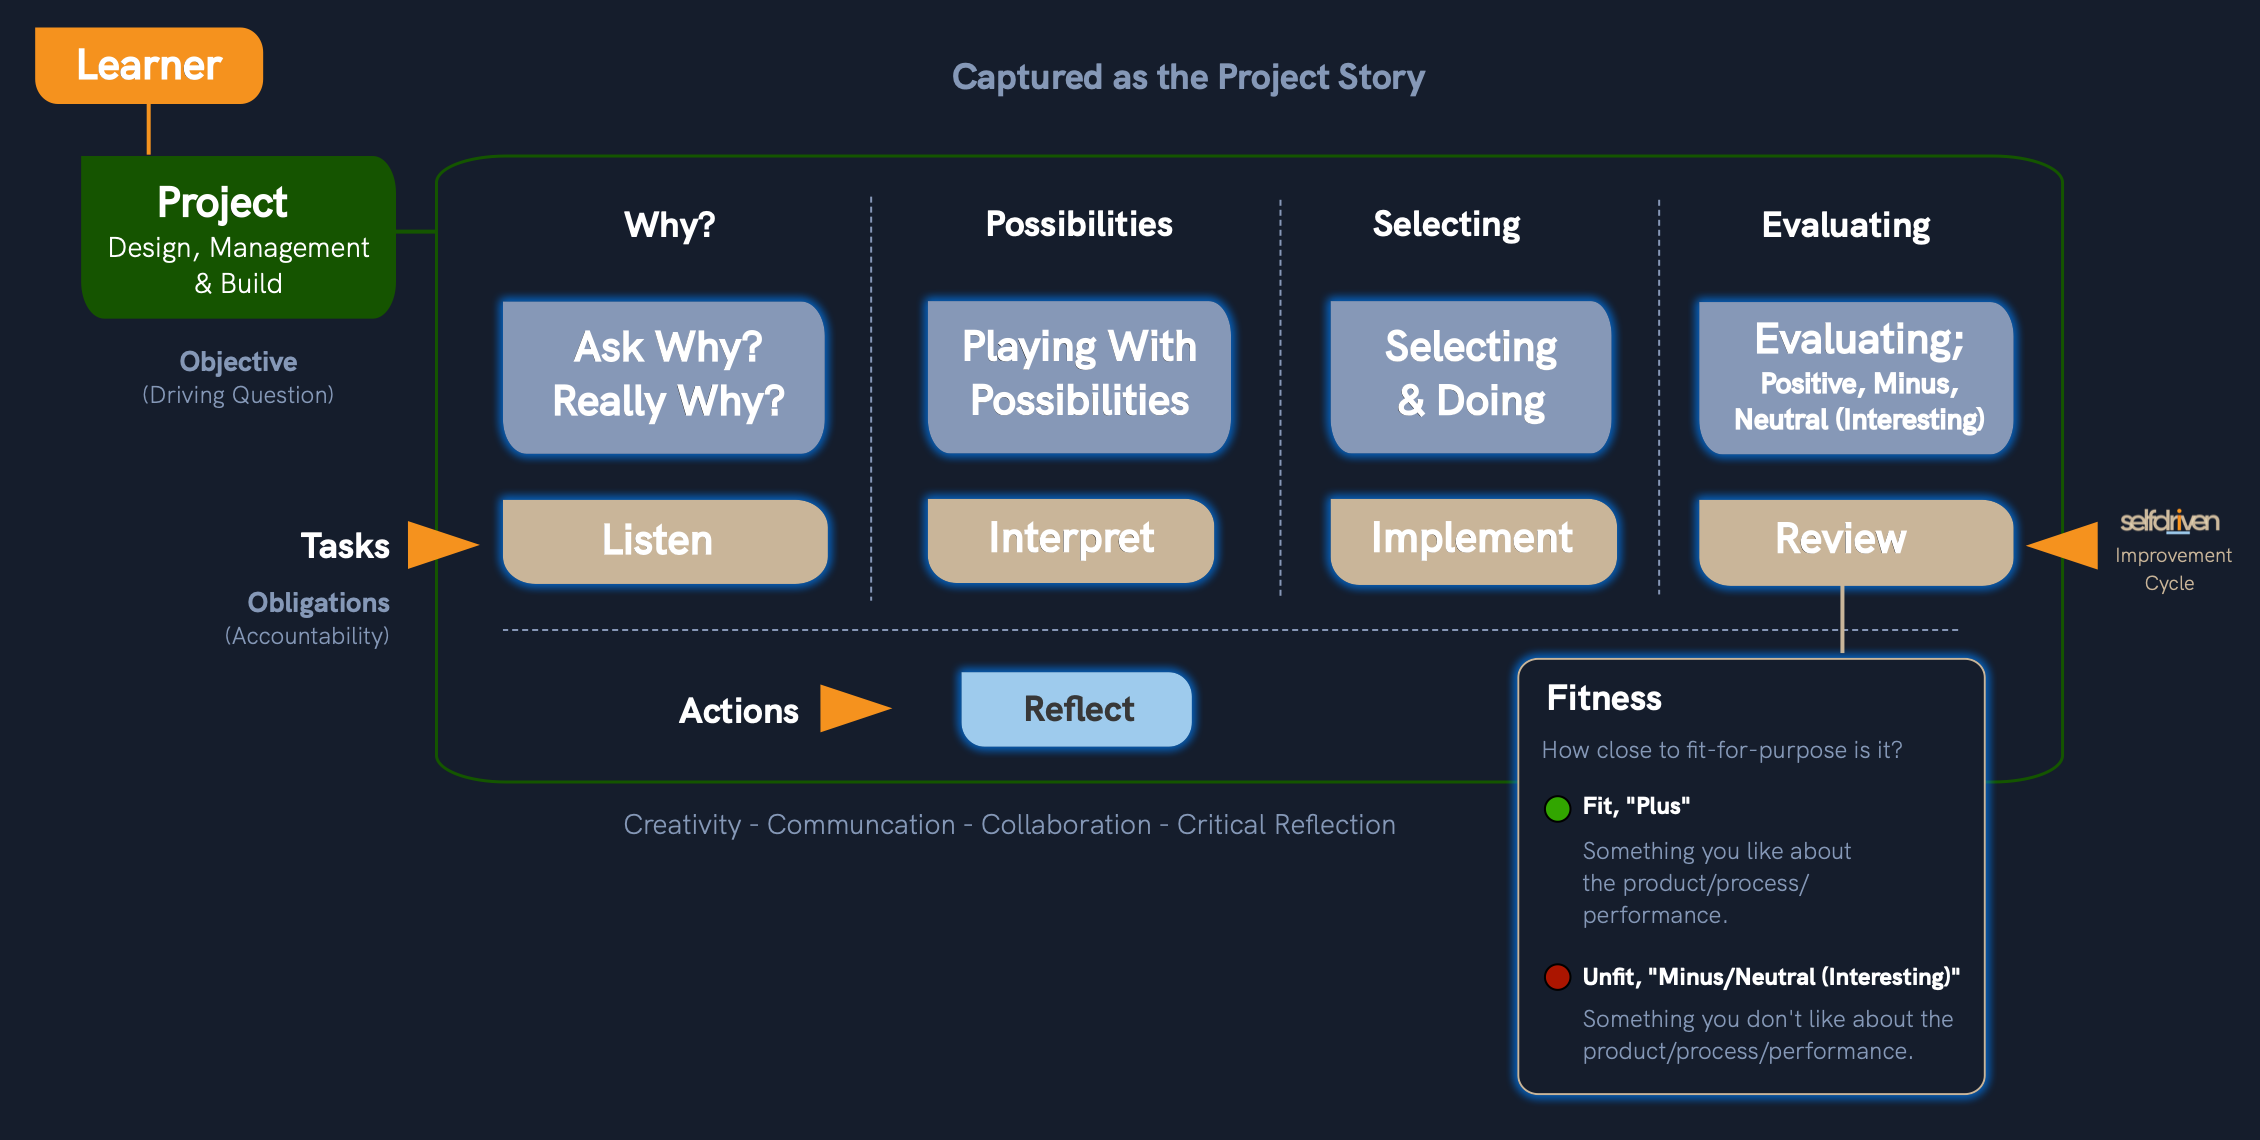 Learner
Captured as the Project Story
Project
Design, Management
& Build
Objective
(Driving Question)
Why?
Possibilities
Selecting
Evaluating
Ask Why?
Really Why?
Playing With
Possibilities
Selecting
& Doing
Evaluating;
Positive, Minus,
Neutral (Interesting)
Tasks
Obligations
(Accountability)
Listen
Interpret
Implement
Review
selfdriven
Improvement
Cycle
Actions
Reflect
Creativity - Communcation - Collaboration - Critical Reflection
Fitness
How close to fit-for-purpose is it?
Fit, "Plus"
Something you like about
the product/process/
performance.
Unfit, "Minus/Neutral (Interesting)"
Something you don't like about the
product/process/performance.